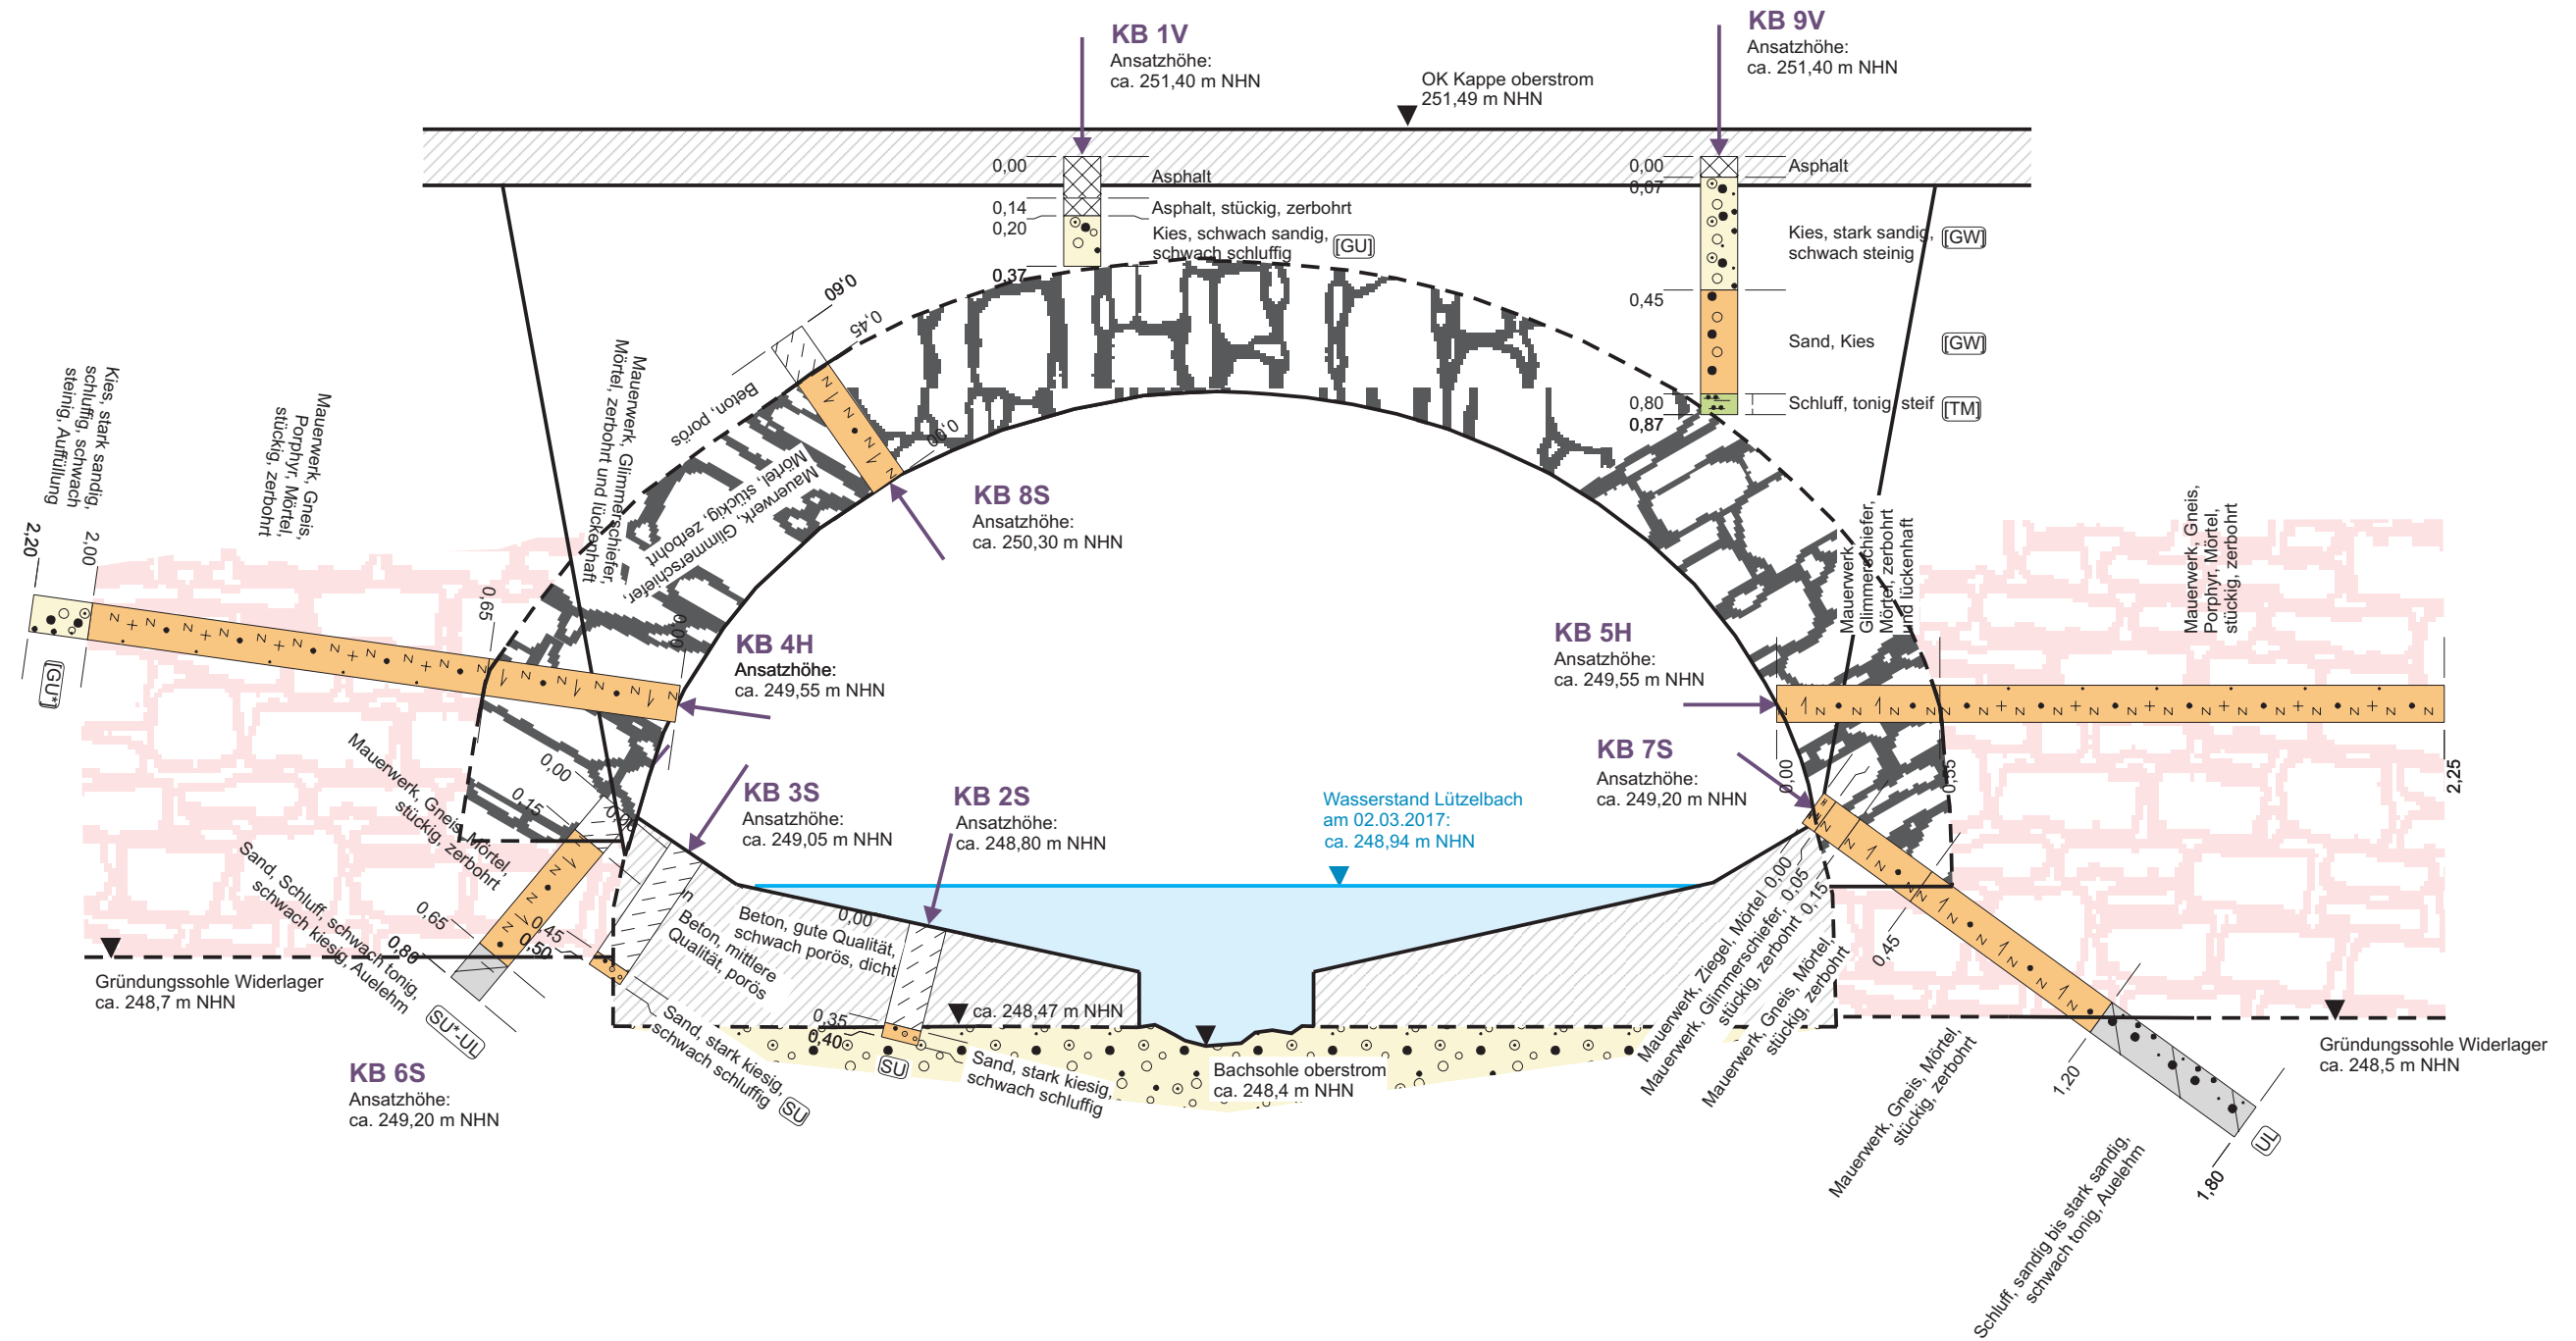 KB 1V
Ansatzhöhe:
ca. 251,40 m NHN
KB 9V
Ansatzhöhe:
ca. 251,40 m NHN
OK Kappe oberstrom
251,49 m NHN
0,00
Asphalt
0,14
Asphalt, stückig, zerbohrt
0,20
Kies, schwach sandig,
schwach schluffig
[GU]
0,37
0,00
Asphalt
0,07
Kies, stark sandig,
schwach steinig
[GW]
0,45
Sand, Kies
[GW]
0,80
Schluff, tonig, steif
[TM]
0,87
0,60
0,45
Beton, porös
0,00
Mauerwerk, Glimmerschiefer,
Mörtel, stückig, zerbohrt
KB 8S
Ansatzhöhe:
ca. 250,30 m NHN
Mauerwerk, Glimmerschiefer,
Mörtel, zerbohrt und lückenhaft
Mauerwerk, Gneis,
Porphyr, Mörtel,
stückig, zerbohrt
Kies, stark sandig,
schluffig, schwach
steinig, Auffüllung
2,20
2,00
0,65
0,00
[GU*]
KB 4H
Ansatzhöhe:
ca. 249,55 m NHN
KB 5H
Ansatzhöhe:
ca. 249,55 m NHN
Mauerwerk,
Glimmerschiefer,
Mörtel, zerbohrt
und lückenhaft
Mauerwerk, Gneis,
Porphyr, Mörtel,
stückig, zerbohrt
0,00
0,55
2,25
KB 7S
Ansatzhöhe:
ca. 249,20 m NHN
KB 3S
Ansatzhöhe:
ca. 249,05 m NHN
KB 2S
Ansatzhöhe:
ca. 248,80 m NHN
Wasserstand Lützelbach
am 02.03.2017:
ca. 248,94 m NHN
0,00
0,15
0,65
0,80
Mauerwerk, Gneis, Mörtel,
stückig, zerbohrt
Sand, Schluff, schwach tonig,
schwach kiesig, Auelehm
SU*-UL
KB 6S
Ansatzhöhe:
ca. 249,20 m NHN
Gründungssohle Widerlager
ca. 248,7 m NHN
0,00
0,45
0,50
Beton, mittlere
Qualität, porös
Sand, stark kiesig,
schwach schluffig
SU
0,00
Beton, gute Qualität,
schwach porös, dicht
0,35
0,40
SU
Sand, stark kiesig,
schwach schluffig
ca. 248,47 m NHN
Bachsohle oberstrom
ca. 248,4 m NHN
Mauerwerk, Ziegel, Mörtel 0,00
Mauerwerk, Glimmerschiefer, 0,05
stückig, zerbohrt 0,15
Mauerwerk, Gneis, Mörtel,
stückig, zerbohrt
0,45
Mauerwerk, Gneis, Mörtel,
stückig, zerbohrt
1,20
Schluff, sandig bis stark sandig,
schwach tonig, Auelehm
1,80
UL
Gründungssohle Widerlager
ca. 248,5 m NHN